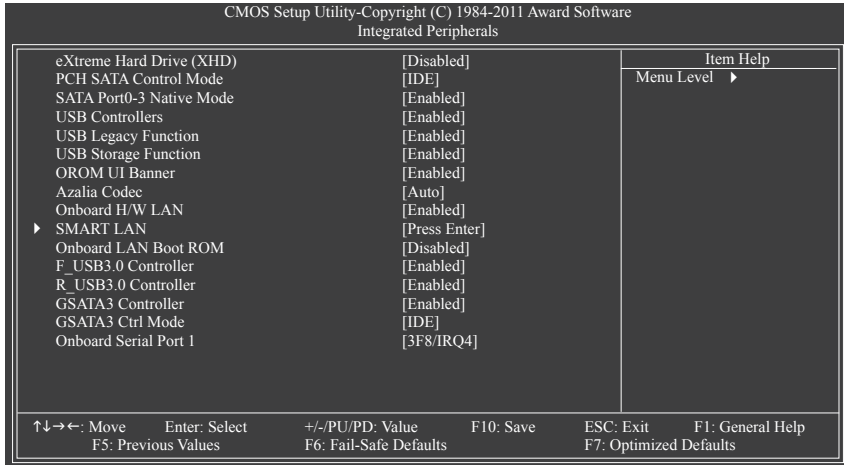 CMOS Setup Utility-Copyright (C) 1984-2011 Award Software
Integrated Peripherals
eXtreme Hard Drive (XHD) [Disabled]
PCH SATA Control Mode [IDE]
SATA Port0-3 Native Mode [Enabled]
USB Controllers [Enabled]
USB Legacy Function [Enabled]
USB Storage Function [Enabled]
OROM UI Banner [Enabled]
Azalia Codec [Auto]
Onboard H/W LAN [Enabled]
SMART LAN [Press Enter]
Onboard LAN Boot ROM [Disabled]
F_USB3.0 Controller [Enabled]
R_USB3.0 Controller [Enabled]
GSATA3 Controller [Enabled]
GSATA3 Ctrl Mode [IDE]
Onboard Serial Port 1 [3F8/IRQ4]
Item Help
Menu Level
↑↓→←: Move Enter: Select +/-/PU/PD: Value F10: Save ESC: Exit F1: General Help
F5: Previous Values F6: Fail-Safe Defaults F7: Optimized Defaults